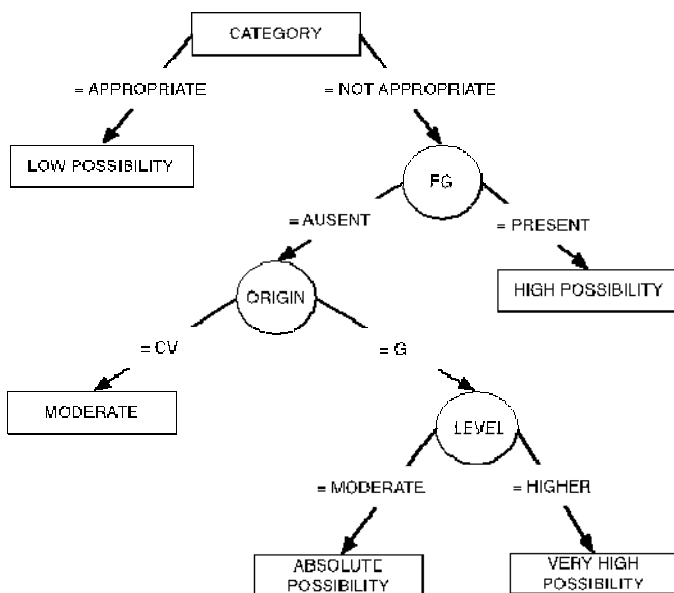 CATEGORY
= APPROPRIATE
= NOT APPROPRIATE
LOW POSSIBILITY
FG
= AUSENT
= PRESENT
ORIGIN
HIGH POSSIBILITY
= CV
= G
MODERATE
LEVEL
= MODERATE
= HIGHER
ABSOLUTE
POSSIBILITY
VERY HIGH
POSSIBILITY